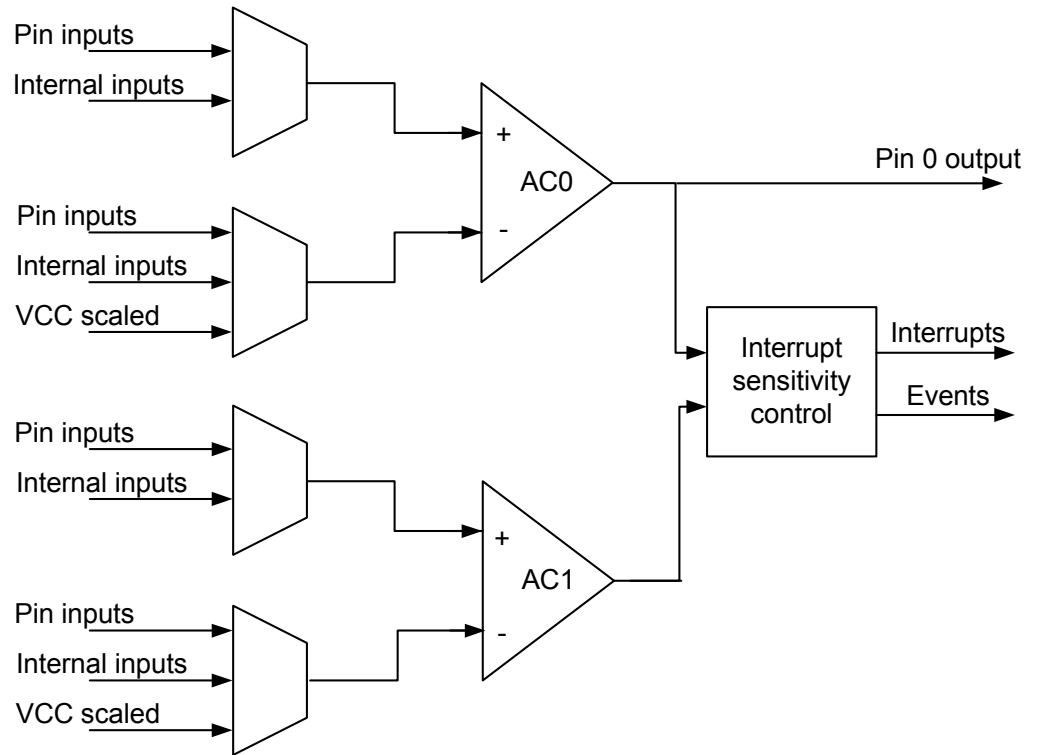 Pin inputs
Internal inputs
+
AC0
-
Pin 0 output
Pin inputs
Internal inputs
VCC scaled
Interrupt
sensitivity
control
Interrupts
Events
Pin inputs
Internal inputs
+
AC1
-
Pin inputs
Internal inputs
VCC scaled